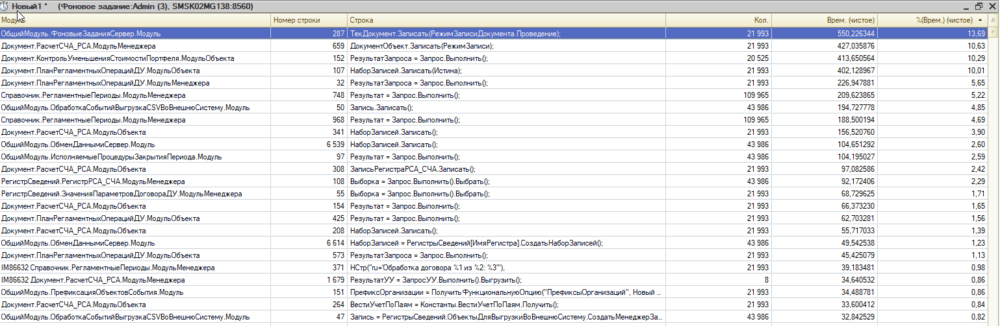 Новый1 * (Фоновое задание:Admin (3), SMSK02MG138:8560)
Модуль Номер строки Строка Кол. Врем. (чистое) %(Врем.) (чистое)
ОбщийМодуль.ФоновыеЗаданияСервер.Модуль 287 ТекДокумент.Записать(РежимЗаписиДокумента.Проведение); 21 993 550,226344 13,69
Документ.РасчетСЧА_РСА.МодульМенеджера 659 ДокументОбъект.Записать(РежимЗаписи); 21 993 427,035876 10,63
Документ.КонтрольУменьшенияСтоимостиПортфеля.МодульОбъекта 152 РезультатЗапроса = Запрос.Выполнить(); 20 525 413,650564 10,29
Документ.ПланРегламентныхОперацийДУ.МодульОбъекта 107 НаборЗаписей.Записать(Истина); 21 993 402,128967 10,01
Документ.ПланРегламентныхОперацийДУ.МодульМенеджера 32 РезультатЗапроса = Запрос.Выполнить(); 21 993 226,947881 5,65
Справочник.РегламентныеПериоды.МодульМенеджера 748 Результат = Запрос.Выполнить(); 109 965 209,623865 5,22
ОбщийМодуль.ОбработкаСобытийВыгрузкаCSVВоВнешнюСистему.Модуль 50 Запись.Записать(); 43 986 194,727778 4,85
Справочник.РегламентныеПериоды.МодульМенеджера 968 Результат = Запрос.Выполнить(); 109 965 188,500194 4,69
Документ.РасчетСЧА_РСА.МодульОбъекта 341 НаборЗаписей.Записать(); 21 993 156,520760 3,90
ОбщийМодуль.ОбменДаннымиСервер.Модуль 6 539 НаборЗаписей.Записать(); 43 986 104,651292 2,60
ОбщийМодуль.ИсполняемыеПроцедурыЗакрытияПериода.Модуль 97 Результат = Запрос.Выполнить(); 43 986 104,195027 2,59
Документ.РасчетСЧА_РСА.МодульОбъекта 308 ЗаписьРегистраРСА_СЧА.Записать(); 21 993 97,082586 2,42
РегистрСведений.РегистрРСА_СЧА.МодульМенеджера 108 Выборка = Запрос.Выполнить().Выбрать(); 43 986 92,172406 2,29
РегистрСведений.ЗначенияПараметровДоговораДУ.МодульМенеджера 55 Выборка = Запрос.Выполнить().Выбрать(); 21 993 68,729625 1,71
Документ.РасчетСЧА_РСА.МодульОбъекта 154 Результат = Запрос.Выполнить(); 21 993 66,373230 1,65
Документ.ПланРегламентныхОперацийДУ.МодульОбъекта 425 Результат = Запрос.Выполнить(); 21 993 62,703281 1,56
Документ.РасчетСЧА_РСА.МодульОбъекта 208 НаборЗаписей.Записать(); 21 993 55,717033 1,39
ОбщийМодуль.ОбменДаннымиСервер.Модуль 6 614 НаборЗаписей = РегистрыСведений[ИмяРегистра].СоздатьНаборЗаписей(); 43 986 49,542538 1,23
Документ.ПланРегламентныхОперацийДУ.МодульОбъекта 573 РезультатЗапроса = Запрос.Выполнить(); 21 993 45,425079 1,13
IM86632 Справочник.РегламентныеПериоды.МодульМенеджера 371 НСтр("ru='Обработка договора %1 из %2: %3'"), 21 993 39,183481 0,98
IM86632 Документ.РасчетСЧА_РСА.МодульМенеджера 1 679 РезультатУУ = ЗапросУУ.Выполнить().Выгрузить(); 8 34,640532 0,86
ОбщийМодуль.ПрефиксацияОбъектовСобытия.Модуль 151 ПрефиксОрганизации = ПолучитьФункциональнуюОпцию("ПрефиксыОрганизаций", Новый ... 21 993 34,488781 0,86
Документ.РасчетСЧА_РСА.МодульОбъекта 264 ВестиУчетПоПаям = Константы.ВестиУчетПоПаям.Получить(); 21 993 33,600412 0,84
ОбщийМодуль.ОбработкаСобытийВыгрузкаCSVВоВнешнюСистему.Модуль 47 Запись = РегистрыСведений.ОбъектыДляВыгрузкиВоВнешнююСистему.СоздатьМенеджерЗа... 43 986 32,842529 0,82